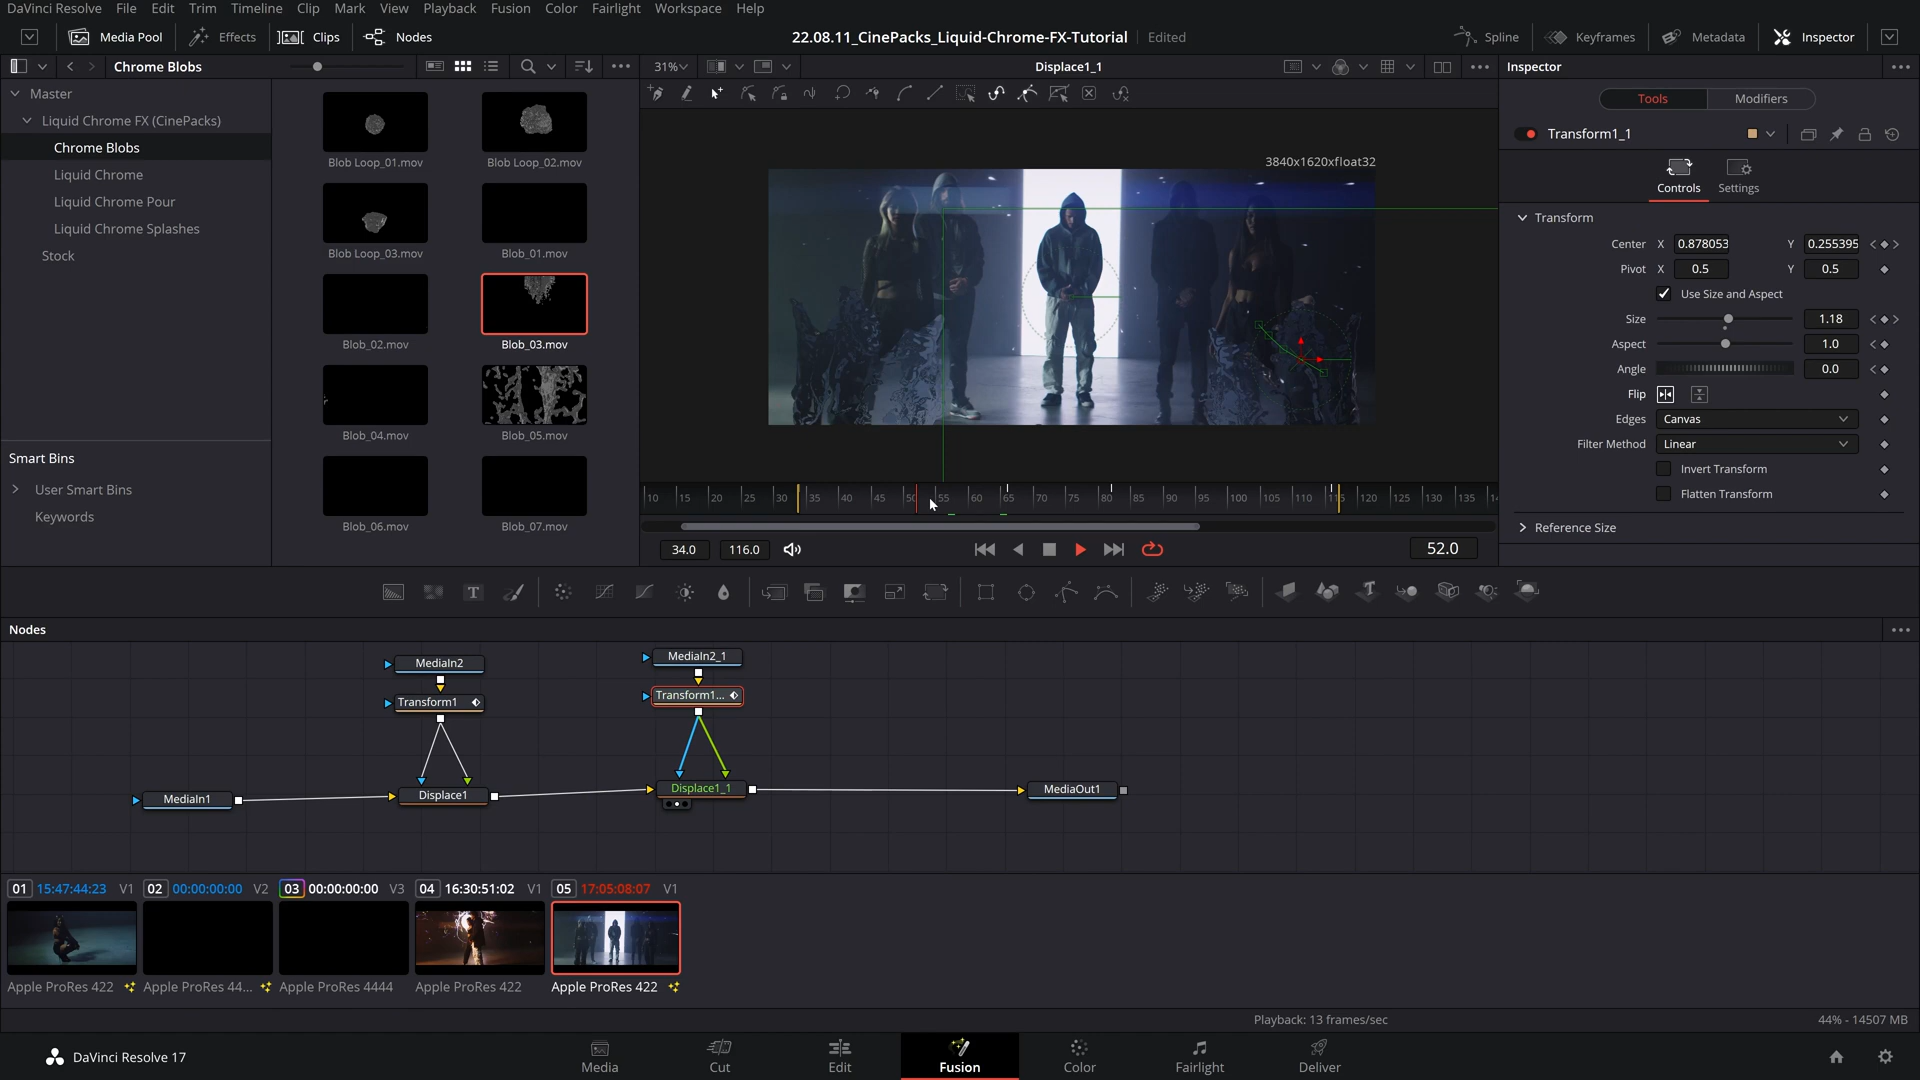 DaVinci Resolve File Edit Trim Timeline Clip Mark View Playback Fusion Color Fairlight Workspace Help
Media Pool Effects Clips Nodes 22.08.11_CinePacks_Liquid-Chrome-FX-Tutorial Edited Spline Keyframes Metadata Inspector
Chrome Blobs 31% Displace1_1 Inspector
Master
Liquid Chrome FX (CinePacks)
Chrome Blobs
Liquid Chrome
Liquid Chrome Pour
Liquid Chrome Splashes
Stock
Smart Bins
User Smart Bins
Keywords
Blob Loop_01.mov Blob Loop_02.mov
Blob Loop_03.mov Blob_01.mov
Blob_02.mov Blob_03.mov
Blob_04.mov Blob_05.mov
Blob_06.mov Blob_07.mov
3840x1620xfloat32
10 15 20 25 30 35 40 45 50 55 60 65 70 75 80 85 90 95 100 105 110 115 120 125 130 135
34.0 116.0 52.0
Tools Modifiers
Transform1_1
Controls Settings
Transform
Center X 0.878053 Y 0.255395
Pivot X 0.5 Y 0.5
Use Size and Aspect
Size 1.18
Aspect 1.0
Angle 0.0
Flip
Edges Canvas
Filter Method Linear
Invert Transform
Flatten Transform
Reference Size
Nodes
MediaIn2 MediaIn2_1
Transform1 Transform1...
MediaIn1 Displace1 Displace1_1 MediaOut1
01 15:47:44:23 V1 02 00:00:00:00 V2 03 00:00:00:00 V3 04 16:30:51:02 V1 05 17:05:08:07 V1
Apple ProRes 422 Apple ProRes 44... Apple ProRes 4444 Apple ProRes 422 Apple ProRes 422
Playback: 13 frames/sec 44% - 14507 MB
DaVinci Resolve 17 Media Cut Edit Fusion Color Fairlight Deliver